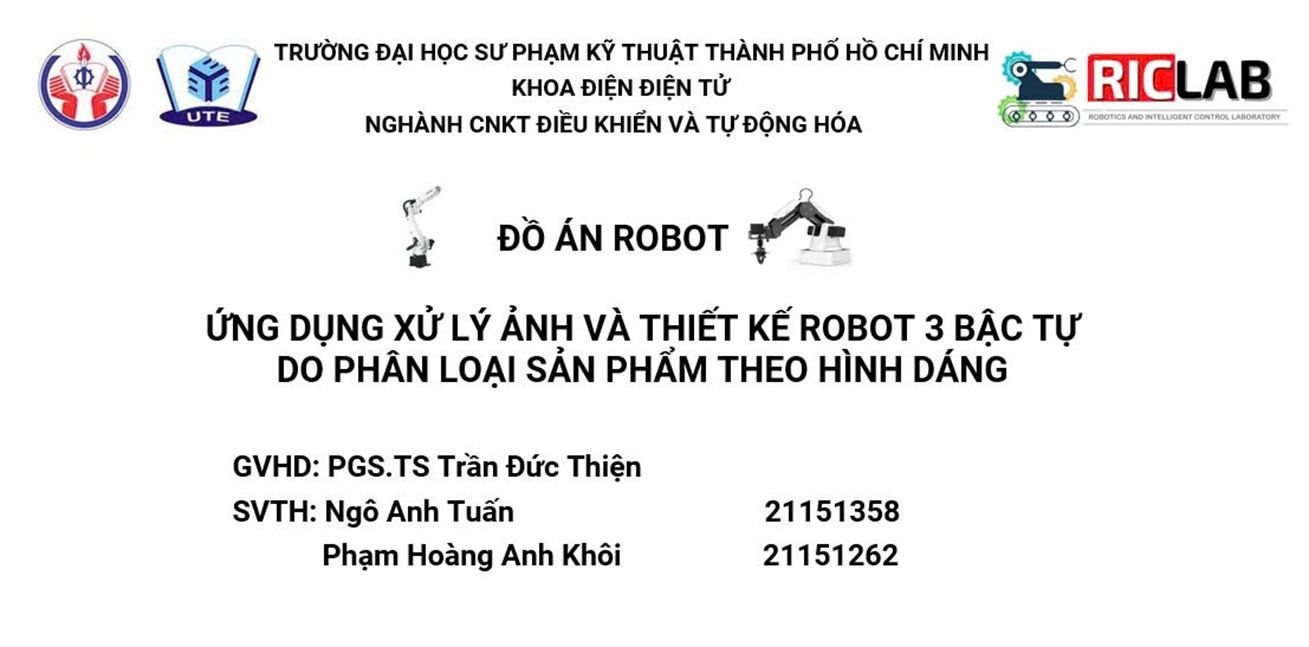 TRƯỜNG ĐẠI HỌC SƯ PHẠM KỸ THUẬT THÀNH PHỐ HỒ CHÍ MINH
KHOA ĐIỆN ĐIỆN TỬ
NGHÀNH CNKT ĐIỀU KHIỂN VÀ TỰ ĐỘNG HÓA
UTE
RICLAB
ROBOTICS AND INTELLIGENT CONTROL LABORATORY
ĐỒ ÁN ROBOT
ỨNG DỤNG XỬ LÝ ẢNH VÀ THIẾT KẾ ROBOT 3 BẬC TỰ
DO PHÂN LOẠI SẢN PHẨM THEO HÌNH DÁNG
GVHD: PGS.TS Trần Đức Thiện
SVTH: Ngô Anh Tuấn 21151358
Phạm Hoàng Anh Khôi 21151262